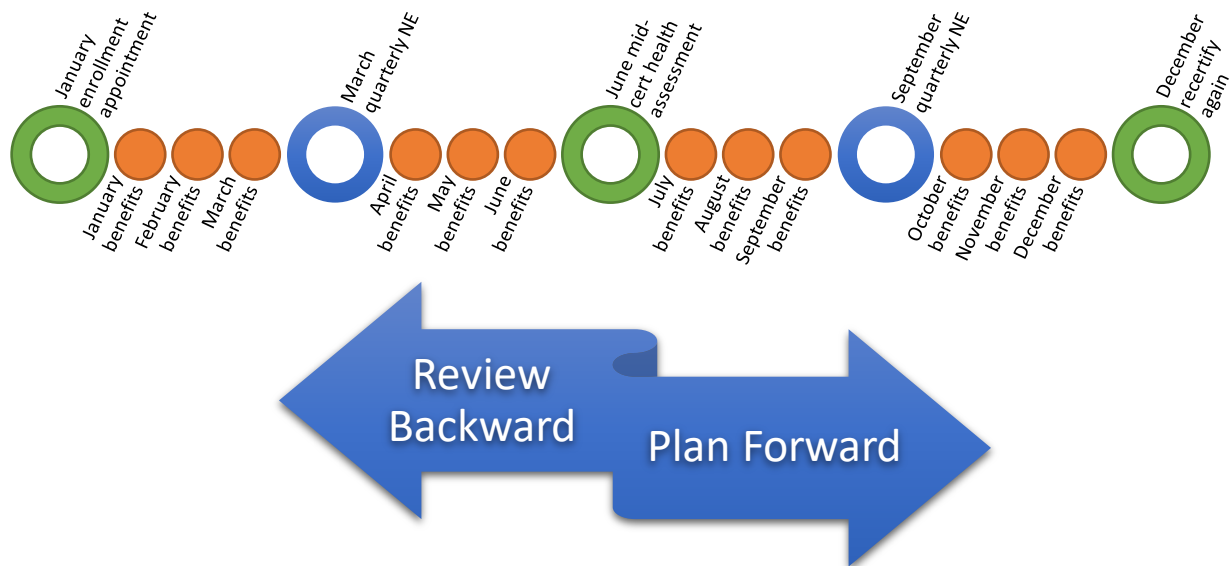 January
enrollment
appointment
January
benefits
February
benefits
March
benefits
March
quarterly NE
April
benefits
May
benefits
June
benefits
June mid-
cert health
assessment
July
benefits
August
benefits
September
benefits
September
quarterly NE
October
benefits
November
benefits
December
benefits
December
recertify
again
Review
Backward
Plan Forward